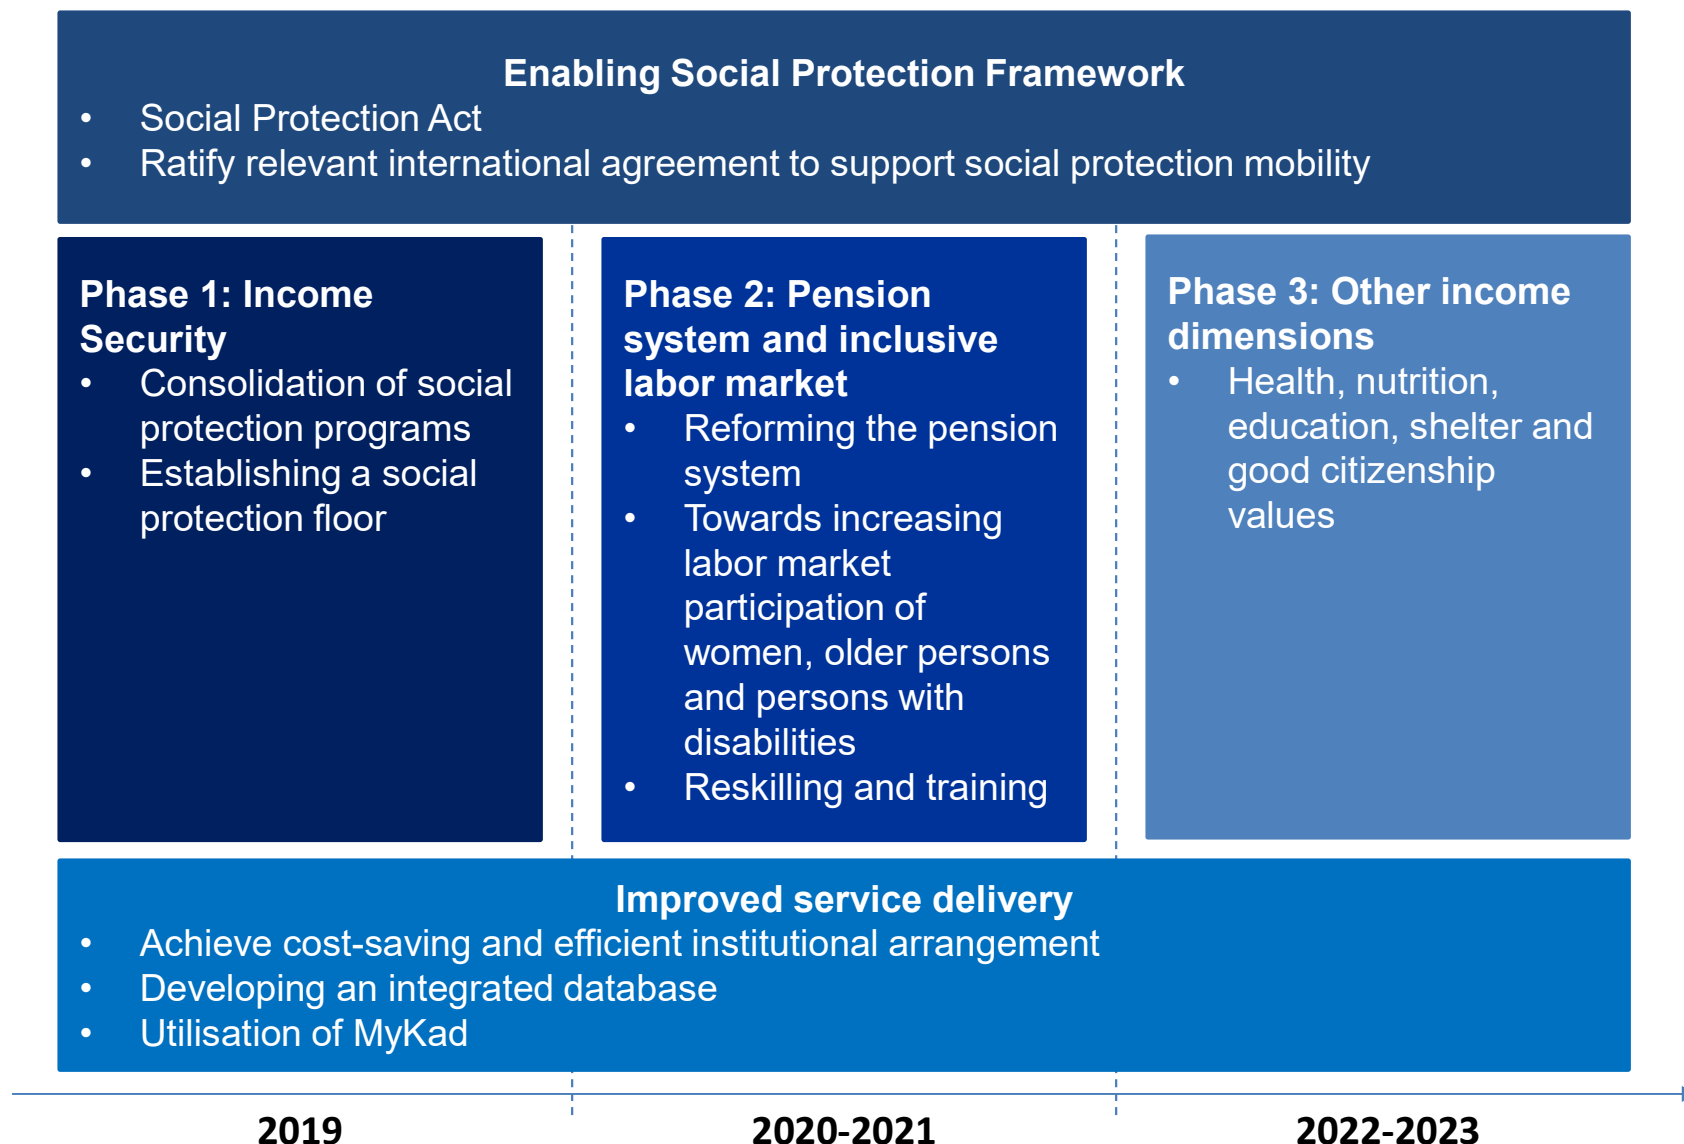 Enabling Social Protection Framework
• Social Protection Act
• Ratify relevant international agreement to support social protection mobility
Phase 1: Income
Security
• Consolidation of social
protection programs
• Establishing a social
protection floor
Phase 2: Pension
system and inclusive
labor market
• Reforming the pension
system
• Towards increasing
labor market
participation of
women, older persons
and persons with
disabilities
• Reskilling and training
Phase 3: Other income
dimensions
• Health, nutrition,
education, shelter and
good citizenship
values
Improved service delivery
• Achieve cost-saving and efficient institutional arrangement
• Developing an integrated database
• Utilisation of MyKad
2019
2020-2021
2022-2023